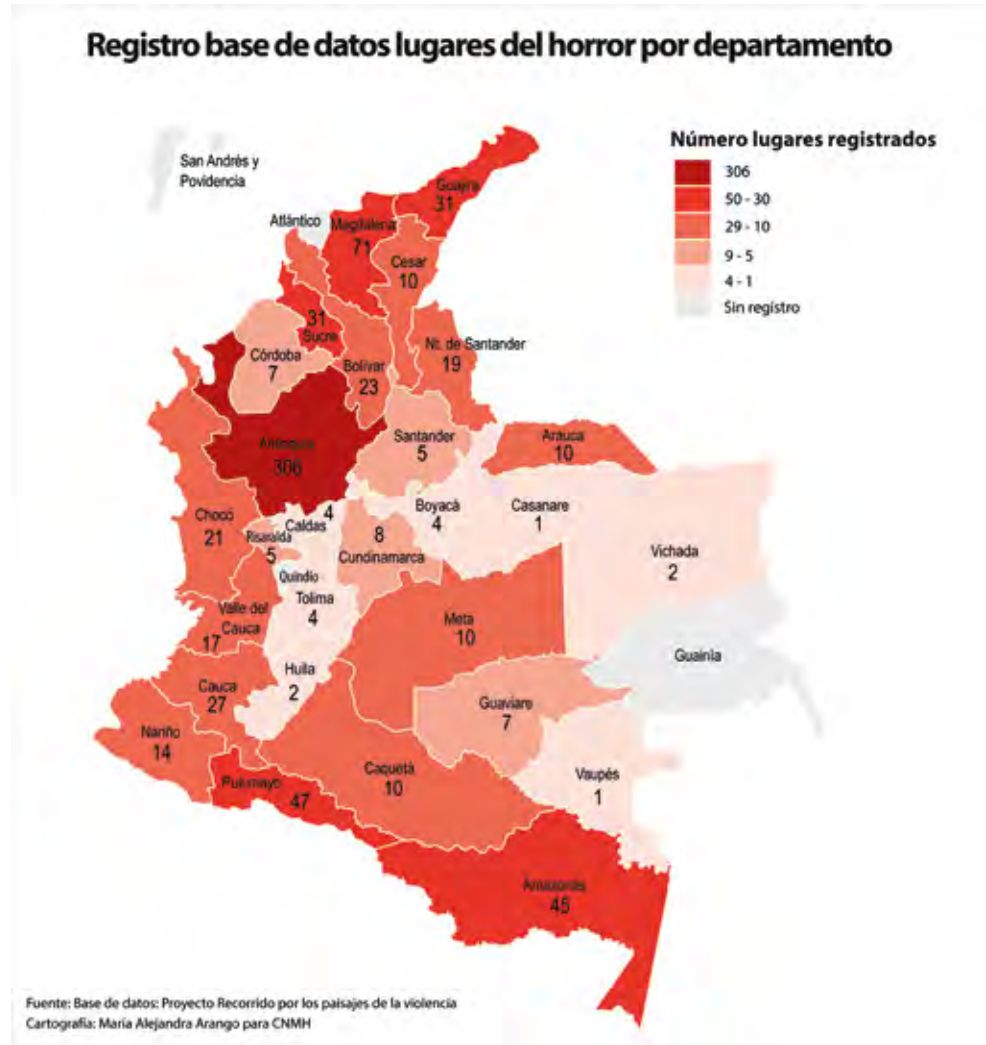 Registro base de datos lugares del horror por departamento
Número lugares registrados
306
50 - 30
29 - 10
9 - 5
4 - 1
Sin registro
San Andrés y
Povidencia
Atlántico
Guajira
31
Magdalena
71
Cesar
10
31
Sucre
Córdoba
7
Bolívar
23
Nt. de Santander
19
Antioquia
306
Santander
5
Arauca
10
Chocó
21
4
Caldas
Boyacá
4
Casanare
1
Risaralda
5
8
Cundinamarca
Vichada
2
Quindío
Tolima
4
Valle del
Cauca
17
Meta
10
Guainía
Huila
2
Cauca
27
Guaviare
7
Nariño
14
Putumayo
47
Caquetá
10
Vaupés
1
Amazonas
45
Fuente: Base de datos: Proyecto Recorrido por los paisajes de la violencia
Cartografía: María Alejandra Arango para CNMH